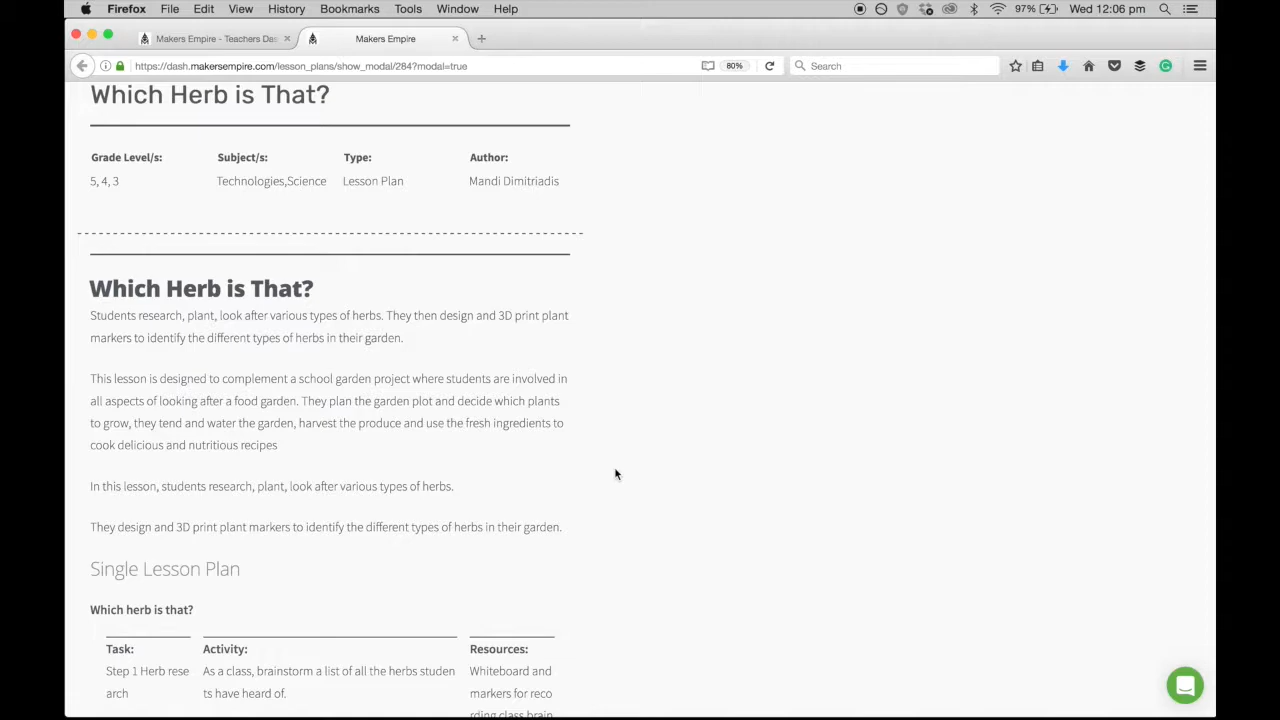 Firefox File Edit View History Bookmarks Tools Window Help 97% Wed 12:06 pm
Makers Empire - Teachers Das Makers Empire
https://dash.makersempire.com/lesson_plans/show_modal/284?modal=true 80% Search
Which Herb is That?
Grade Level/s: Subject/s: Type: Author:
5, 4, 3 Technologies,Science Lesson Plan Mandi Dimitriadis
Which Herb is That?
Students research, plant, look after various types of herbs. They then design and 3D print plant
markers to identify the different types of herbs in their garden.
This lesson is designed to complement a school garden project where students are involved in
all aspects of looking after a food garden. They plan the garden plot and decide which plants
to grow, they tend and water the garden, harvest the produce and use the fresh ingredients to
cook delicious and nutritious recipes
In this lesson, students research, plant, look after various types of herbs.
They design and 3D print plant markers to identify the different types of herbs in their garden.
Single Lesson Plan
Which herb is that?
Task: Activity: Resources:
Step 1 Herb rese As a class, brainstorm a list of all the herbs studen Whiteboard and
arch ts have heard of. markers for reco
rding class brain